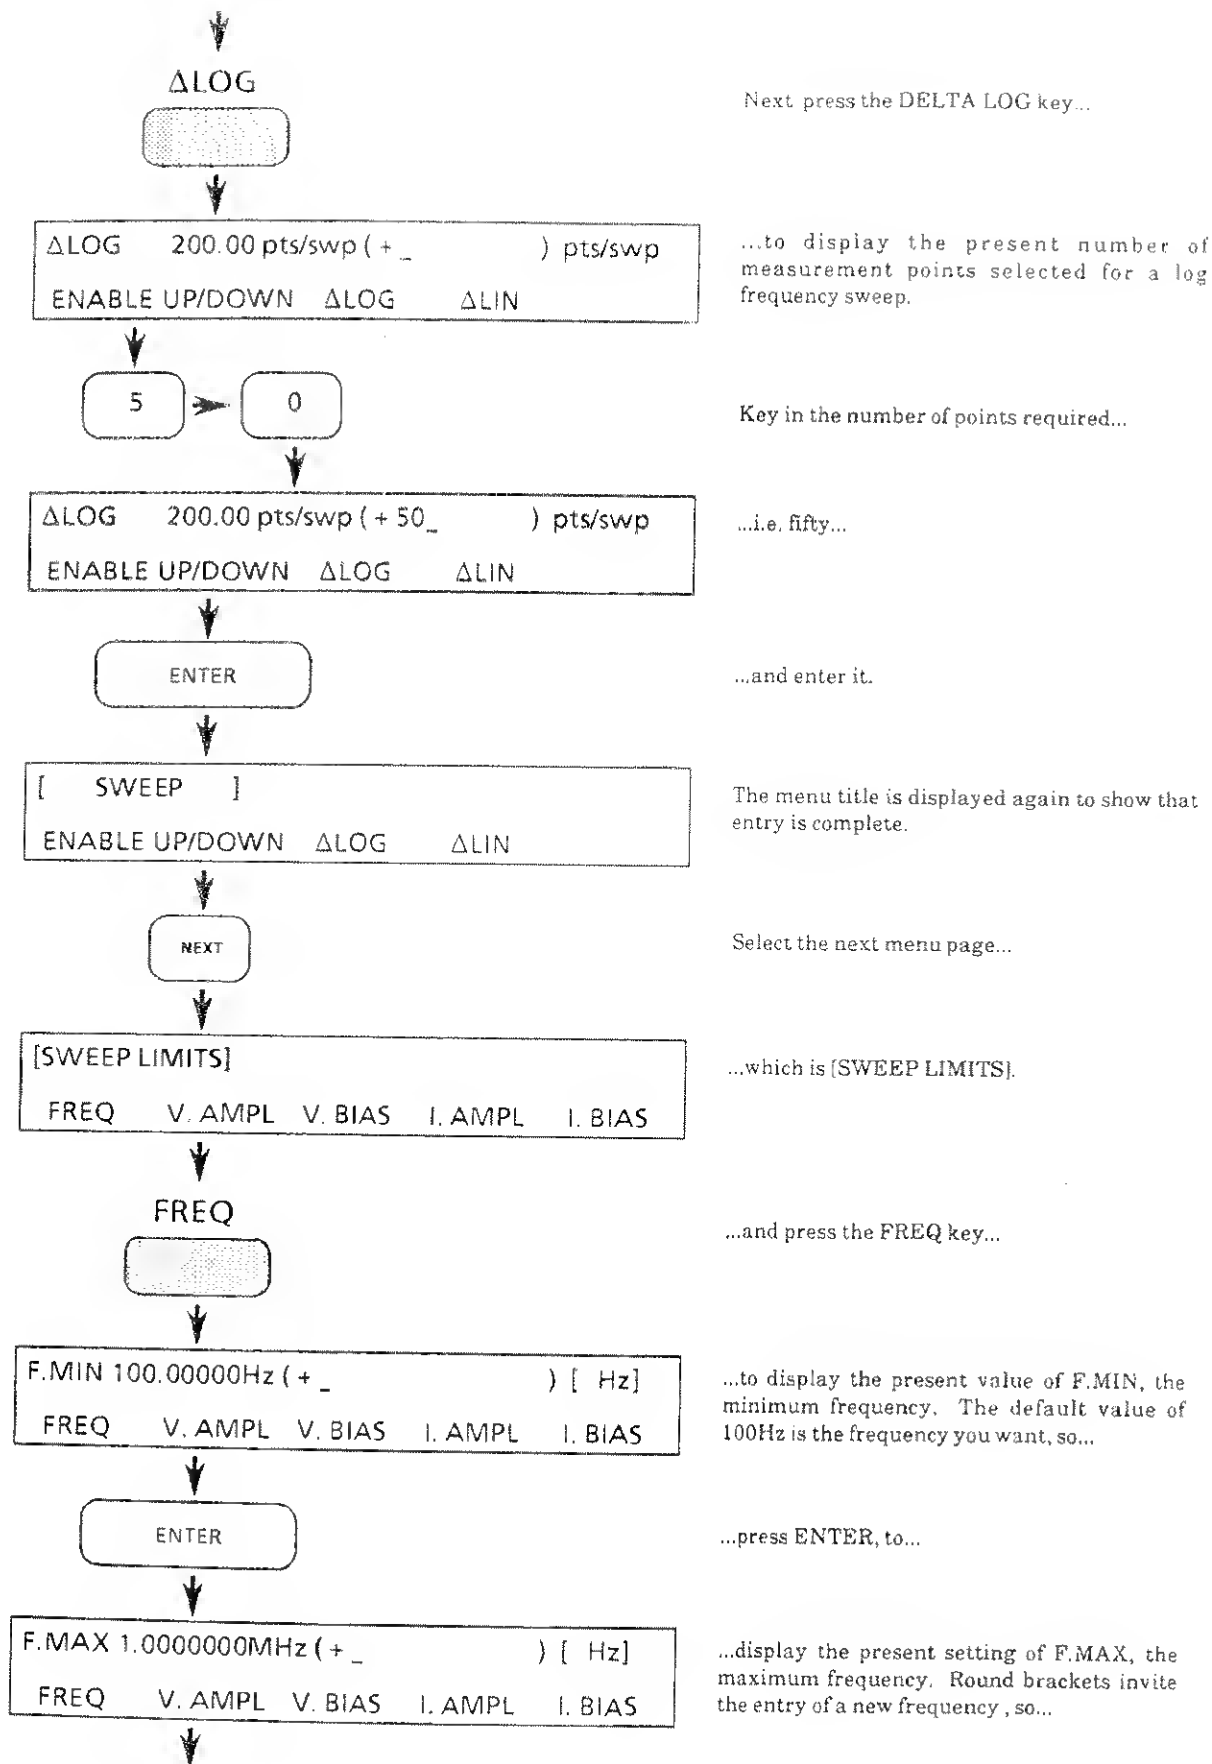 ΔLOG
Next press the DELTA LOG key...
ΔLOG 200.00 pts/swp ( + _ ) pts/swp
ENABLE UP/DOWN ΔLOG ΔLIN
...to display the present number of
measurement points selected for a log
frequency sweep.
5 0
Key in the number of points required...
ΔLOG 200.00 pts/swp ( + 50_ ) pts/swp
ENABLE UP/DOWN ΔLOG ΔLIN
...i.e. fifty...
ENTER
...and enter it.
[ SWEEP ]
ENABLE UP/DOWN ΔLOG ΔLIN
The menu title is displayed again to show that
entry is complete.
NEXT
Select the next menu page...
[SWEEP LIMITS]
FREQ V. AMPL V. BIAS I. AMPL I. BIAS
...which is [SWEEP LIMITS].
FREQ
...and press the FREQ key...
F.MIN 100.00000Hz ( + _ ) [ Hz]
FREQ V. AMPL V. BIAS I. AMPL I. BIAS
...to display the present value of F.MIN, the
minimum frequency. The default value of
100Hz is the frequency you want, so...
ENTER
...press ENTER, to...
F.MAX 1.0000000MHz ( + _ ) [ Hz]
FREQ V. AMPL V. BIAS I. AMPL I. BIAS
...display the present setting of F.MAX, the
maximum frequency. Round brackets invite
the entry of a new frequency , so...